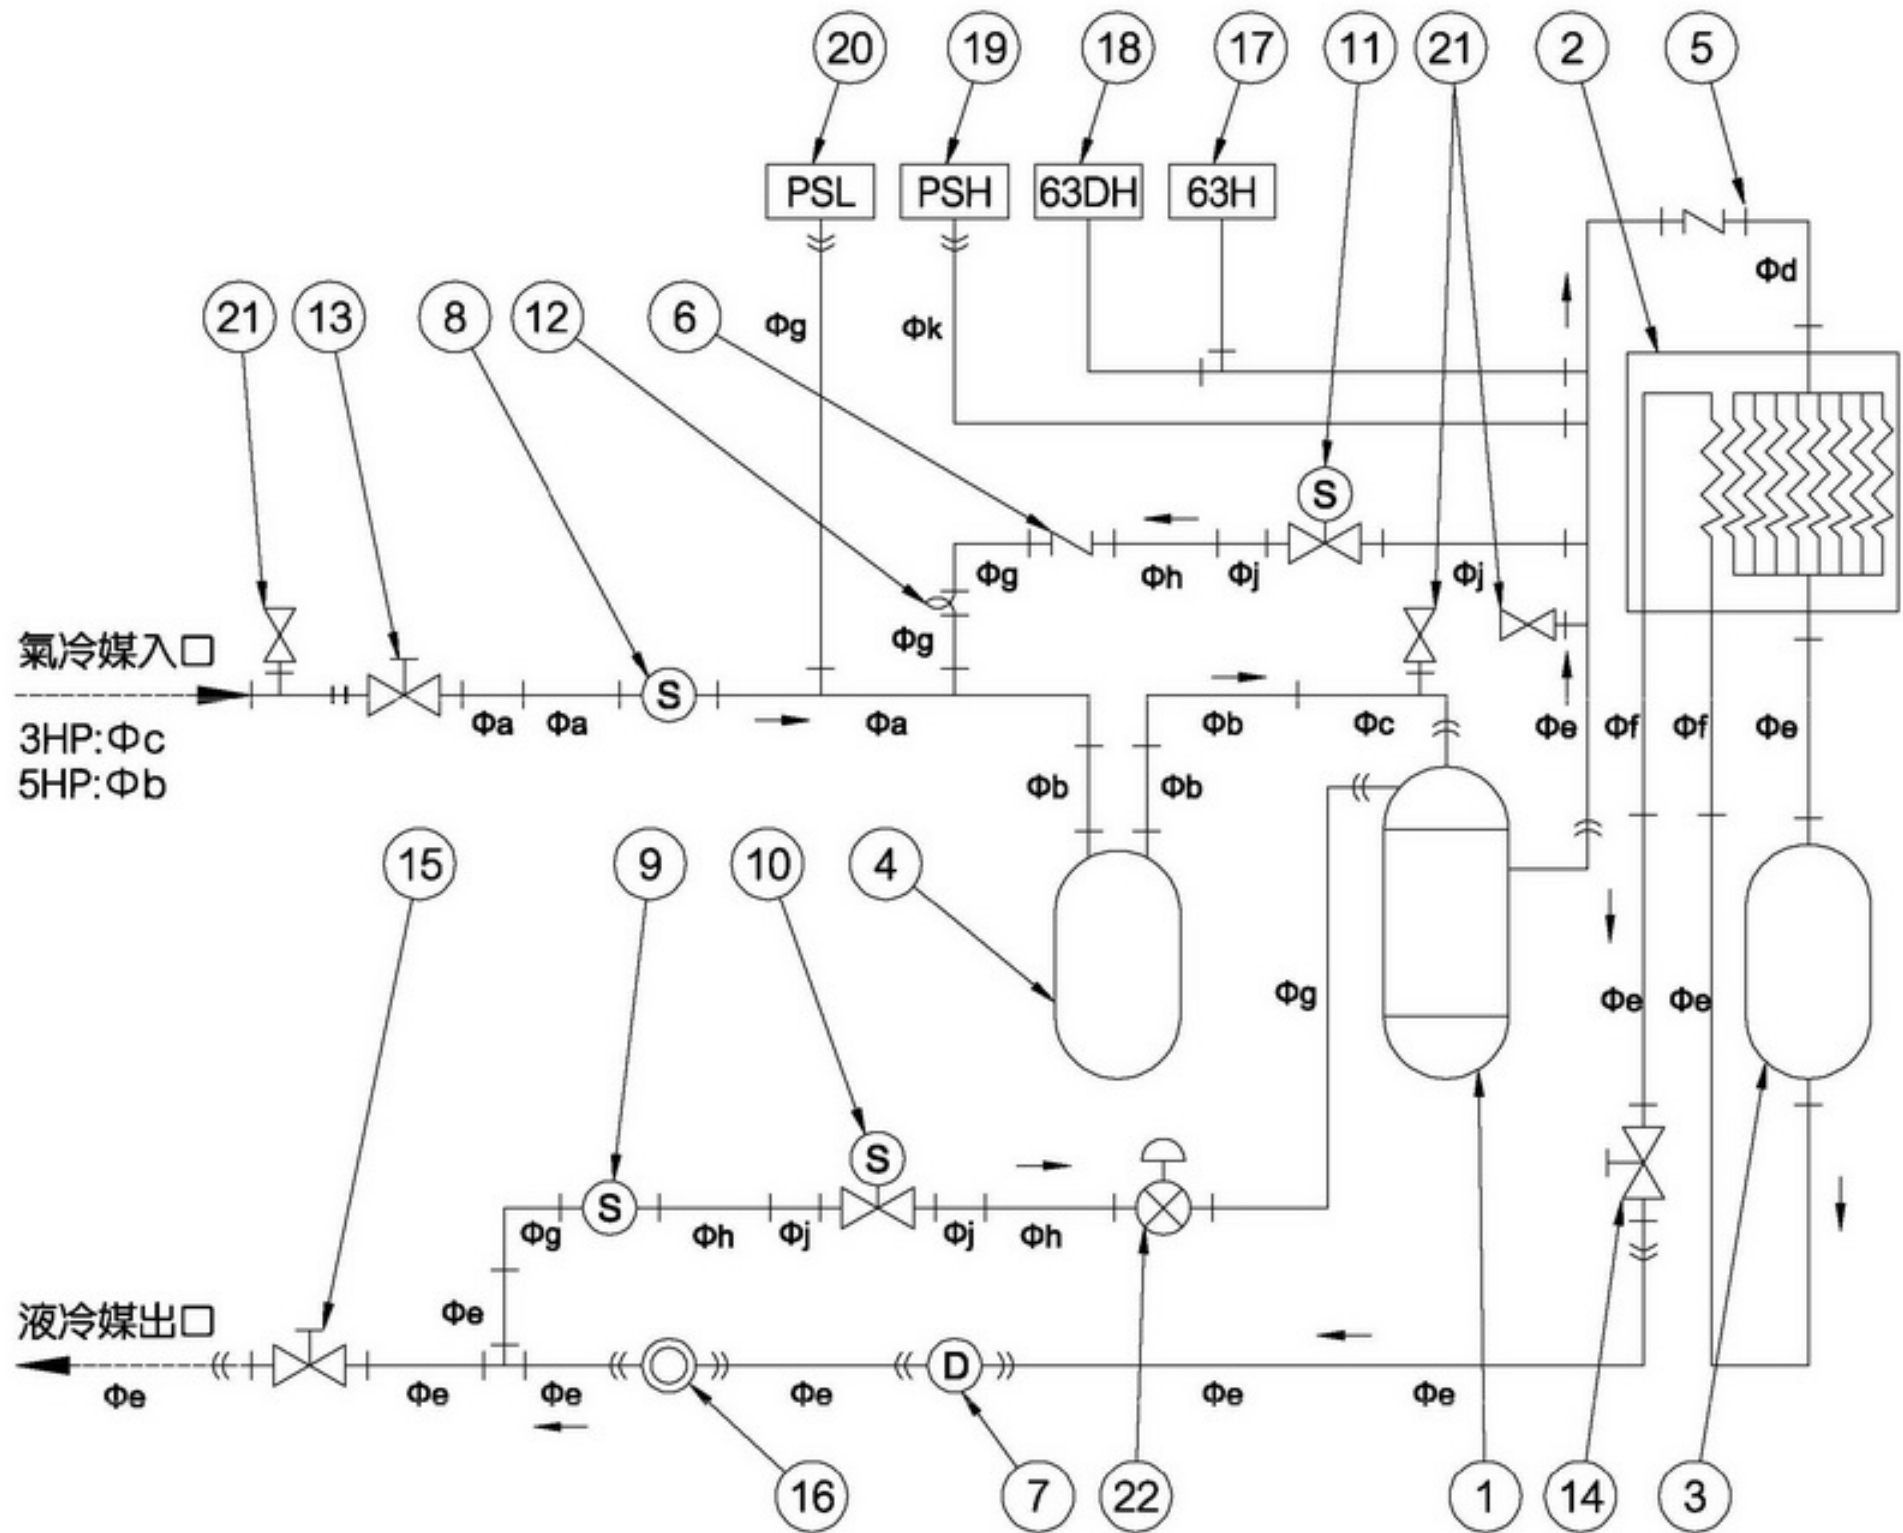 20 19 18 17 11 21 2 5
PSL PSH 63DH 63H
Φd
21 13 8 12 6 Φg Φk
S
Φg Φh Φj Φj
Φg
氣冷媒入口
S
3HP:Φc
5HP:Φb
Φa Φa Φa Φb Φc Φe Φf Φf Φe
Φb Φb
15 9 10 4
Φg Φe Φe
S
S
Φg Φh Φj Φj Φh
液冷媒出口
Φe
D
Φe Φe Φe Φe Φe Φe
16 7 22 1 14 3